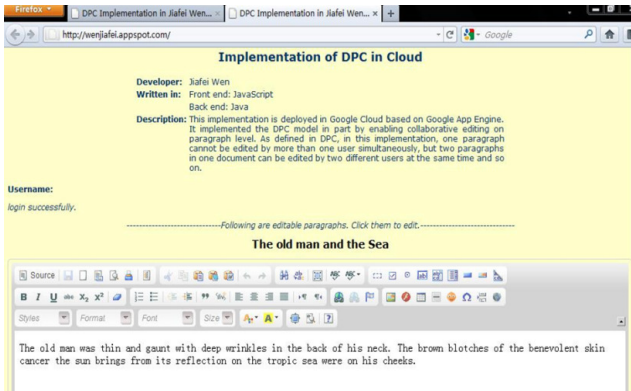 Firefox
DPC Implementation in Jiafei Wen... × DPC Implementation in Jiafei Wen... × +
http://wenjiafei.appspot.com/ Google
Implementation of DPC in Cloud
Developer: Jiafei Wen
Written in: Front end: JavaScript
Back end: Java
Description: This implementation is deployed in Google Cloud based on Google App Engine.
It implemented the DPC model in part by enabling collaborative editing on
paragraph level. As defined in DPC, in this implementation, one paragraph
cannot be edited by more than one user simultaneously, but two paragraphs
in one document can be edited by two different users at the same time and so
on.
Username:
login successfully.
-----------------------------Following are editable paragraphs. Click them to edit.-----------------------------
The old man and the Sea
Source
B I U abc X₂ X²
Styles Format Font Size A A
The old man was thin and gaunt with deep wrinkles in the back of his neck. The brown blotches of the benevolent skin
cancer the sun brings from its reflection on the tropic sea were on his cheeks.